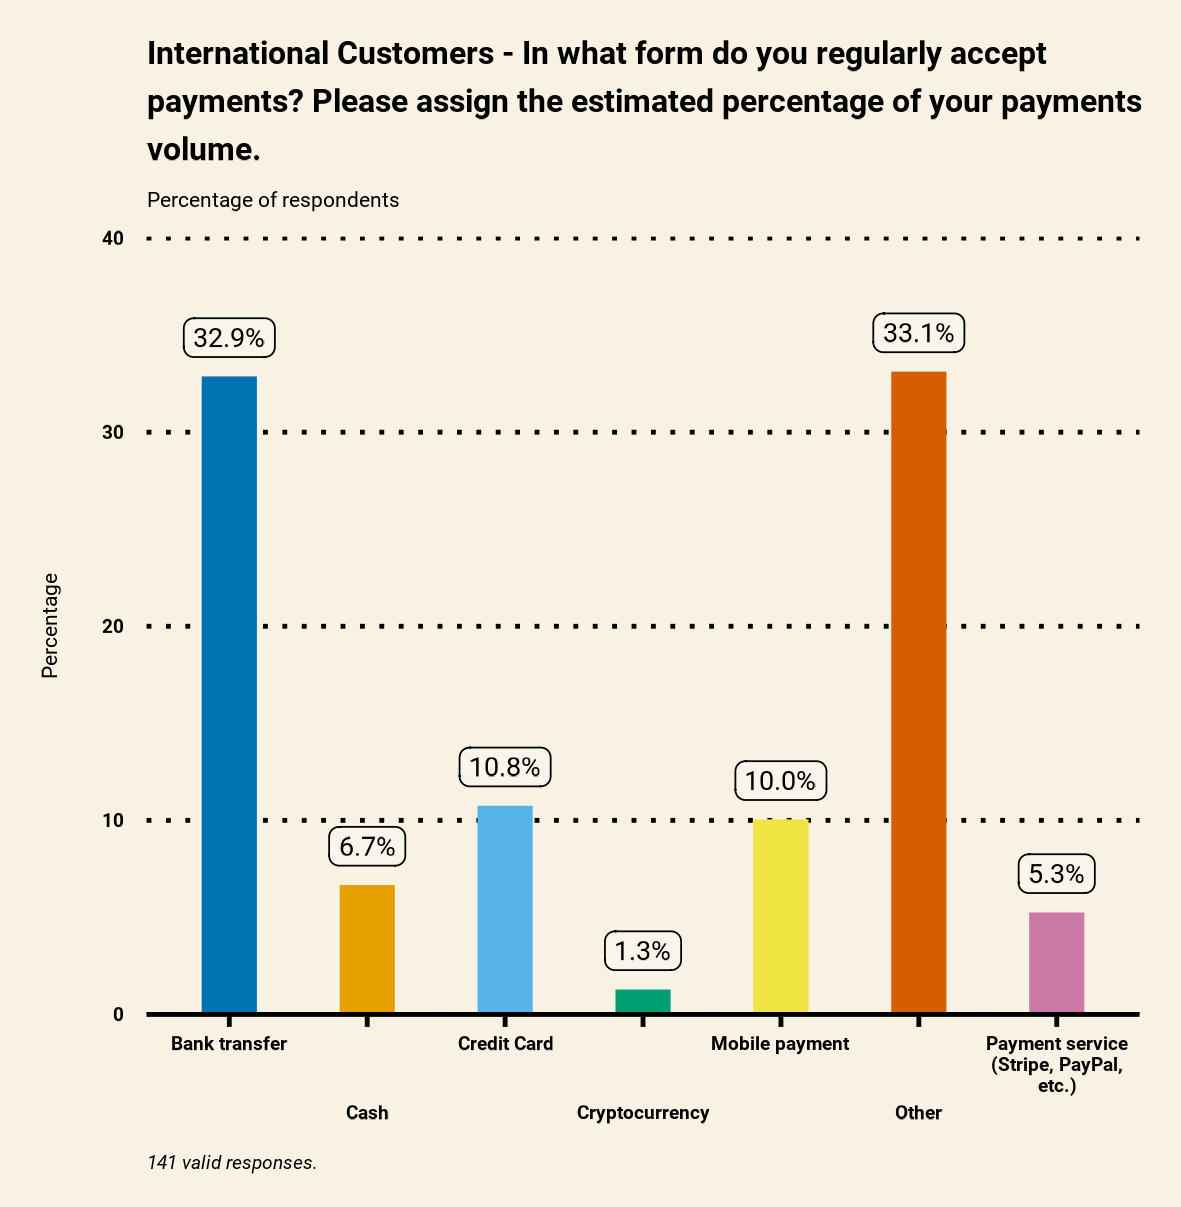 International Customers - In what form do you regularly accept
payments? Please assign the estimated percentage of your payments
volume.
Percentage of respondents
40
30
20
10
0
Percentage
32.9%
6.7%
10.8%
1.3%
10.0%
33.1%
5.3%
Bank transfer
Cash
Credit Card
Cryptocurrency
Mobile payment
Other
Payment service
(Stripe, PayPal,
etc.)
141 valid responses.